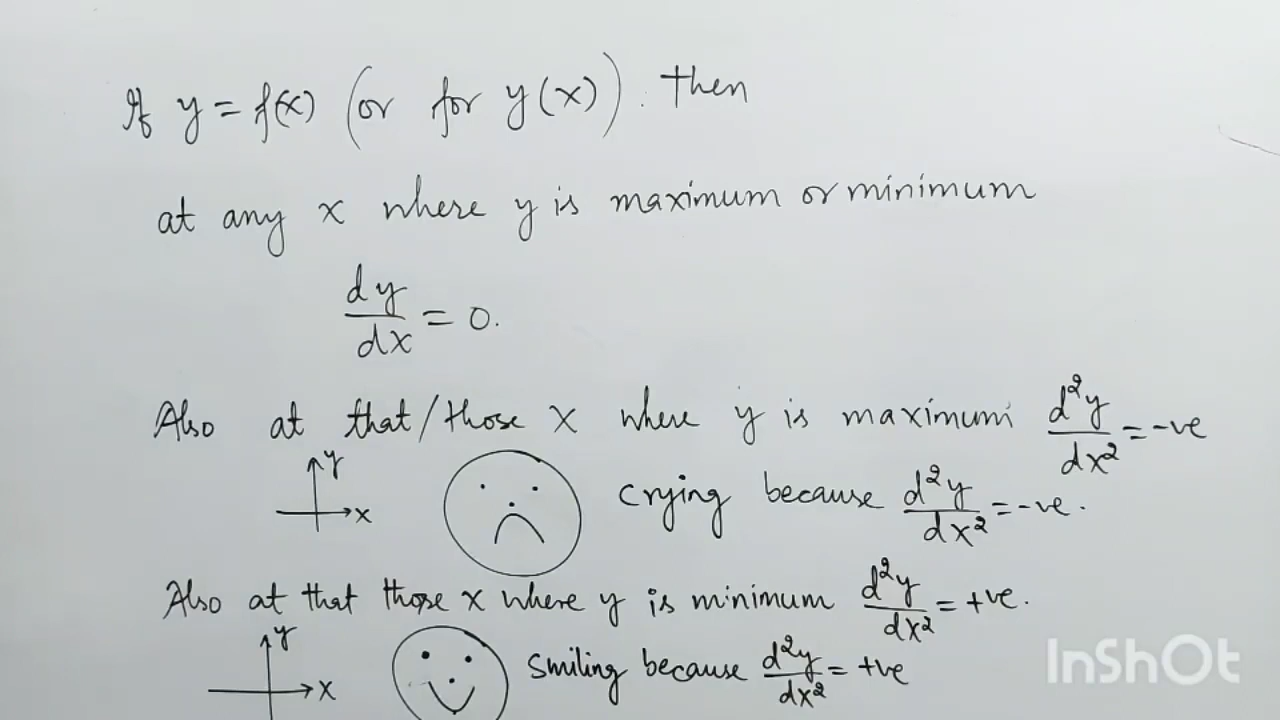 If y = f(x) (or for y(x)). then
at any x where y is maximum or minimum
dy/dx = 0.
Also at that/those x where y is maximum d²y/dx² = -ve
y
x
crying because d²y/dx² = -ve.
Also at that those x where y is minimum d²y/dx² = +ve.
y
x
Smiling because d²y/dx² = +ve
InShOt